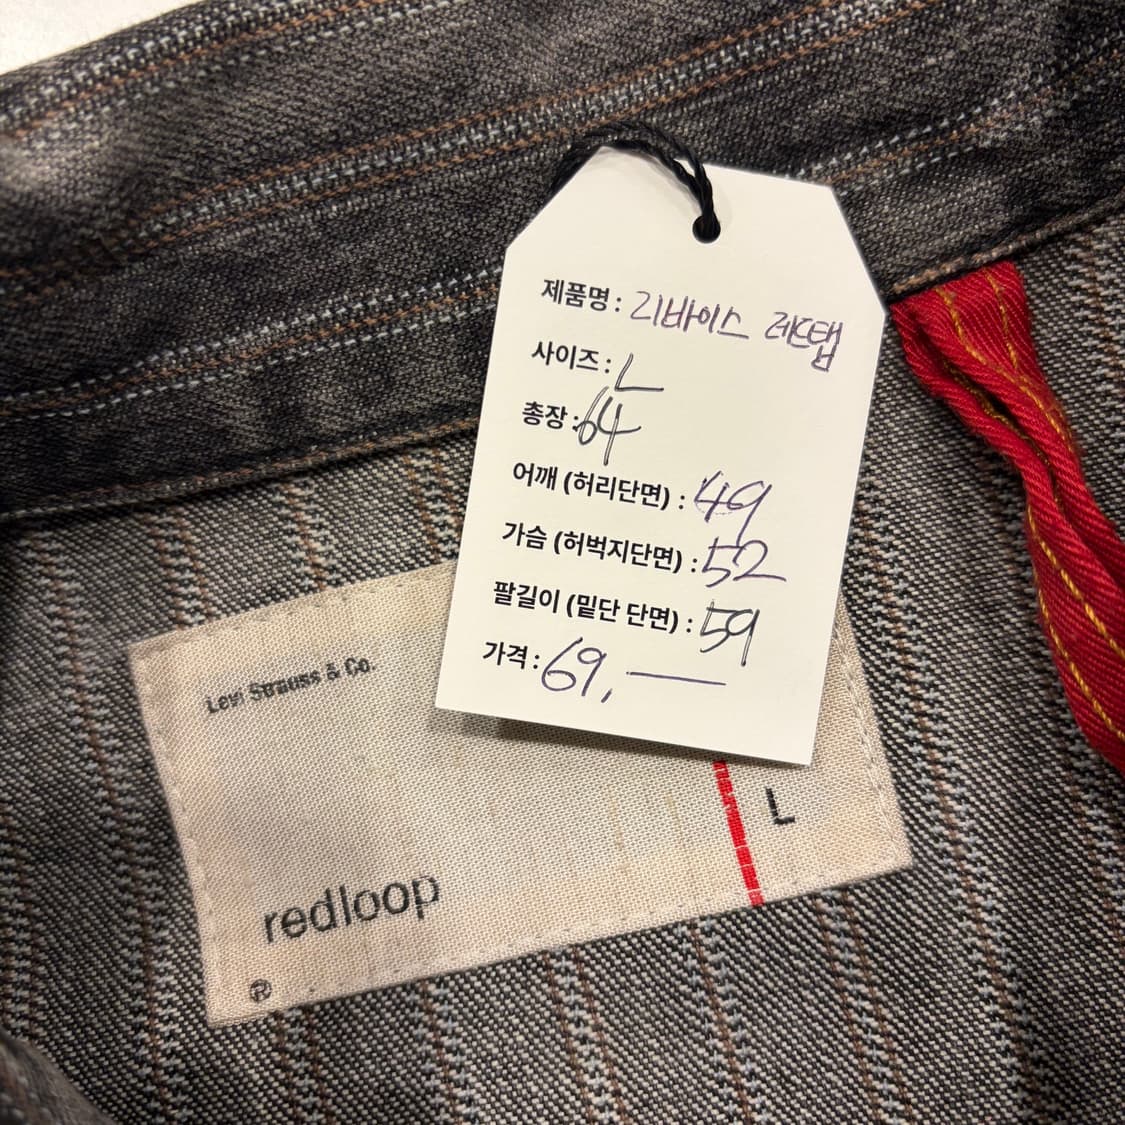 제품명 : 리바이스 레드탭
사이즈 : L
총장 : 64
어깨 (허리단면) : 49
가슴 (허벅지단면) : 52
팔길이 (밑단 단면) : 59
가격 : 69,—
Levi Strauss & Co.
L
redloop
®